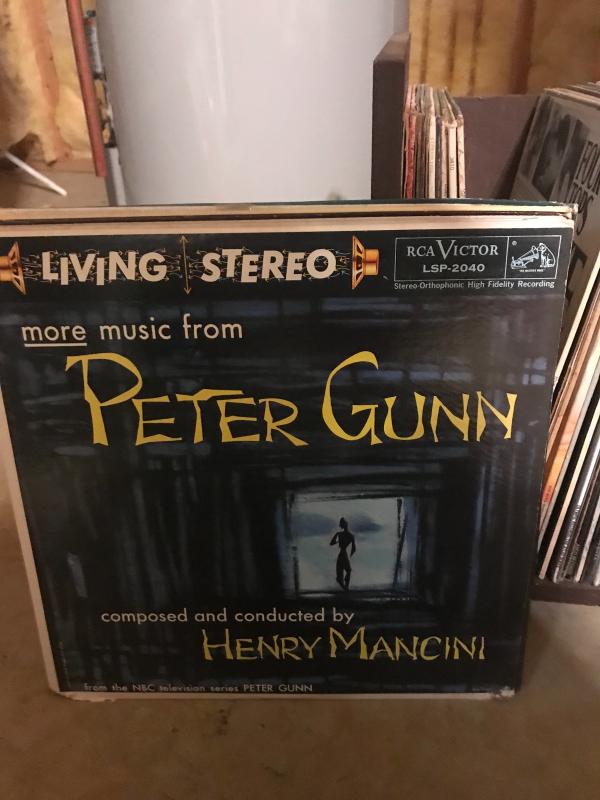 LIVING STEREO
RCA VICTOR
LSP-2040
Stereo-Orthophonic High Fidelity Recording
more music from
PETER GUNN
composed and conducted by
HENRY MANCINI
from the NBC television series PETER GUNN
FOLK